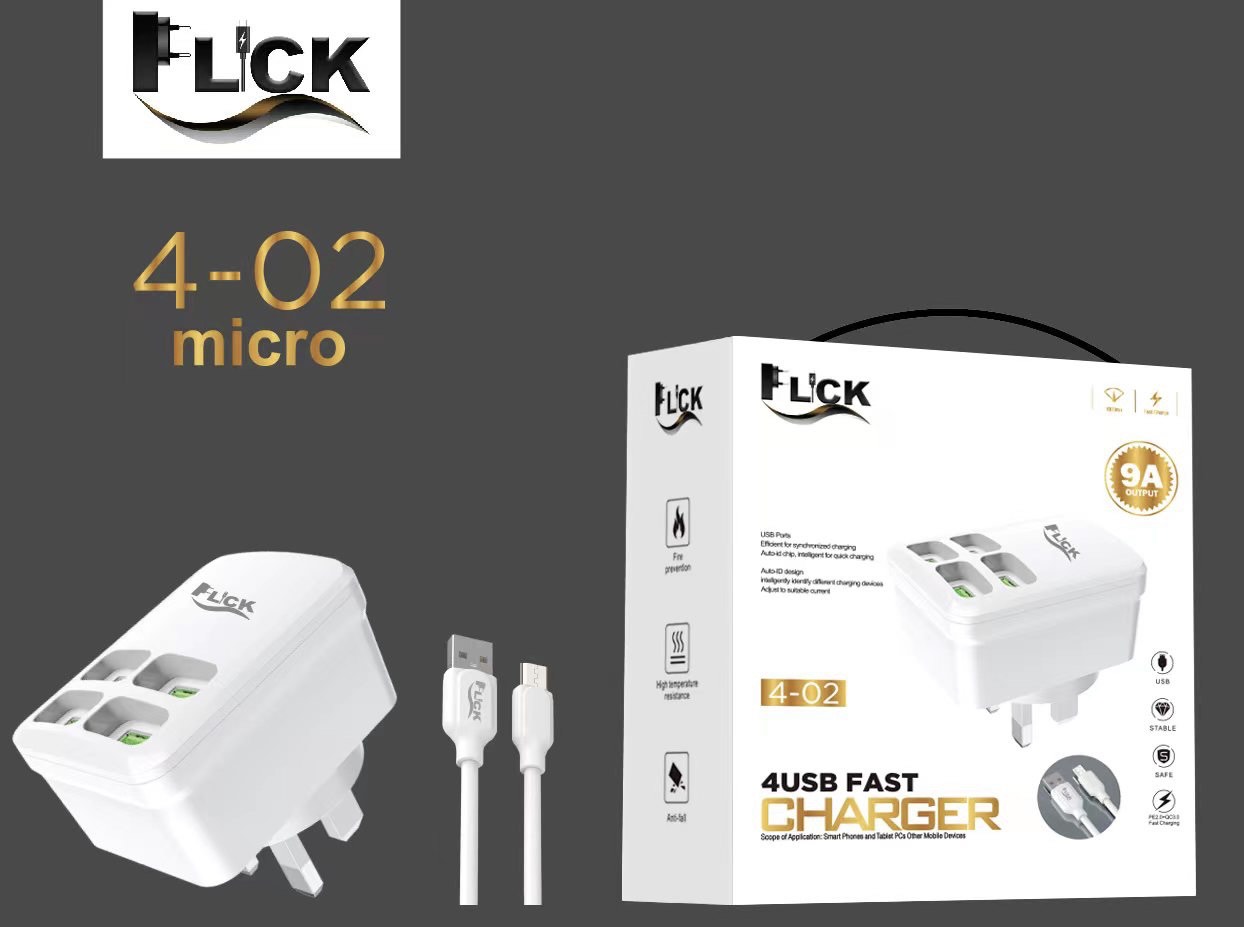 FLICK
4-02
micro
FLICK
FLICK
FLICK
Fire
prevention
High temperature
resistance
Anti-fall
FLICK
9A
OUTPUT
USB Ports
Efficient for synchronized charging
Auto-id chip, intelligent for quick charging
Auto-ID design
intelligently identify different charging devices
Adjust to suitable current
FLICK
4-02
USB
STABLE
SAFE
PE2.0+QC3.0
Fast Charging
4USB FAST
CHARGER
Scope of Application: Smart Phones and Tablet PCs Other Mobile Devices